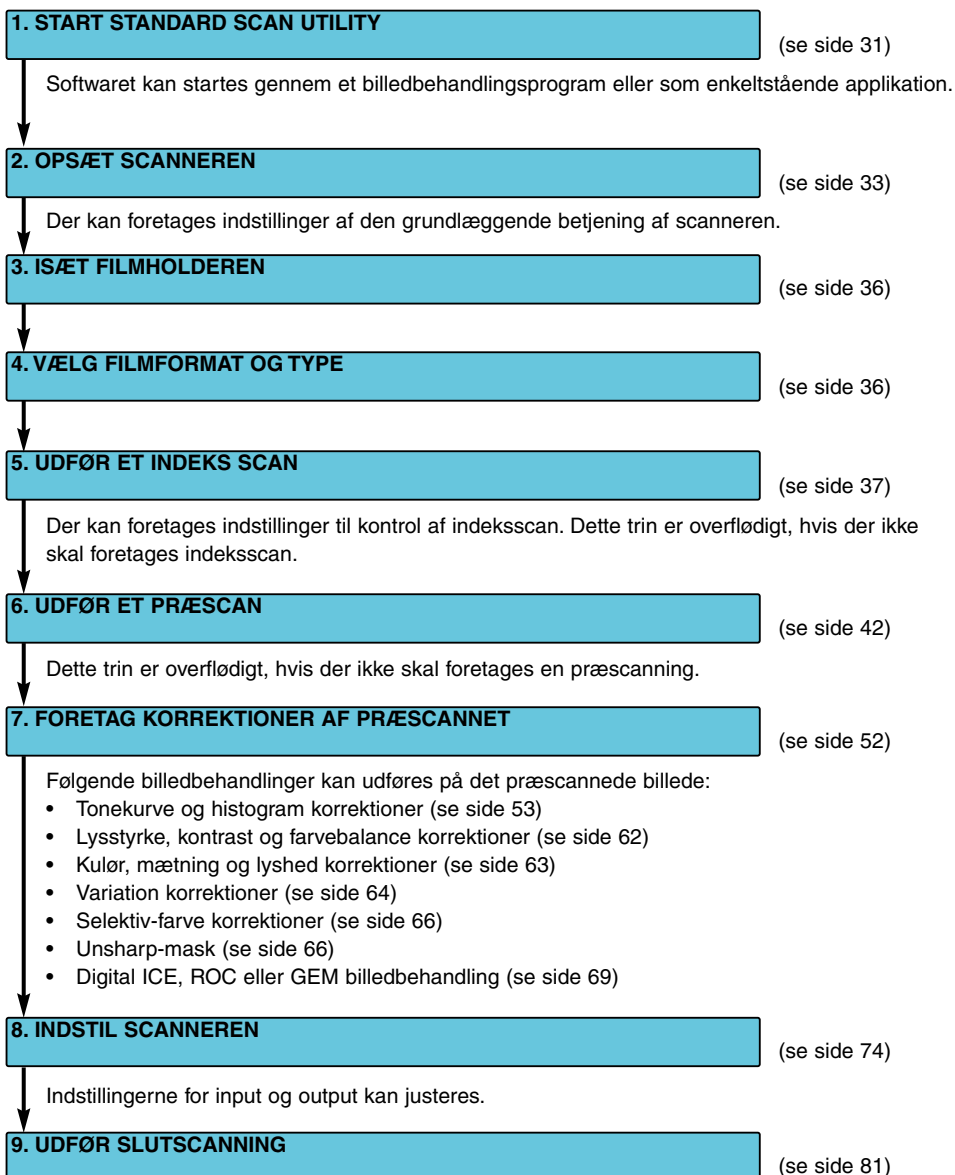 1. START STANDARD SCAN UTILITY
(se side 31)
Softwaret kan startes gennem et billedbehandlingsprogram eller som enkeltstående applikation.
2. OPSÆT SCANNEREN
(se side 33)
Der kan foretages indstillinger af den grundlæggende betjening af scanneren.
3. ISÆT FILMHOLDEREN
(se side 36)
4. VÆLG FILMFORMAT OG TYPE
(se side 36)
5. UDFØR ET INDEKS SCAN
(se side 37)
Der kan foretages indstillinger til kontrol af indeksscan. Dette trin er overflødigt, hvis der ikke
skal foretages indeksscan.
6. UDFØR ET PRÆSCAN
(se side 42)
Dette trin er overflødigt, hvis der ikke skal foretages en præscanning.
7. FORETAG KORREKTIONER AF PRÆSCANNET
(se side 52)
Følgende billedbehandlinger kan udføres på det præscannede billede:
• Tonekurve og histogram korrektioner (se side 53)
• Lysstyrke, kontrast og farvebalance korrektioner (se side 62)
• Kulør, mætning og lyshed korrektioner (se side 63)
• Variation korrektioner (se side 64)
• Selektiv-farve korrektioner (se side 66)
• Unsharp-mask (se side 66)
• Digital ICE, ROC eller GEM billedbehandling (se side 69)
8. INDSTIL SCANNEREN
(se side 74)
Indstillingerne for input og output kan justeres.
9. UDFØR SLUTSCANNING
(se side 81)